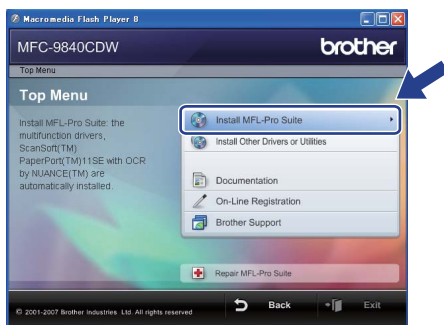 Macromedia Flash Player 8
MFC-9840CDW
brother
Top Menu
Top Menu
Install MFL-Pro Suite: the
multifunction drivers,
ScanSoft(TM)
PaperPort(TM)11SE with OCR
by NUANCE(TM) are
automatically installed.
Install MFL-Pro Suite
Install Other Drivers or Utilities
Documentation
On-Line Registration
Brother Support
Repair MFL-Pro Suite
© 2001-2007 Brother Industries Ltd. All rights reserved
Back
Exit